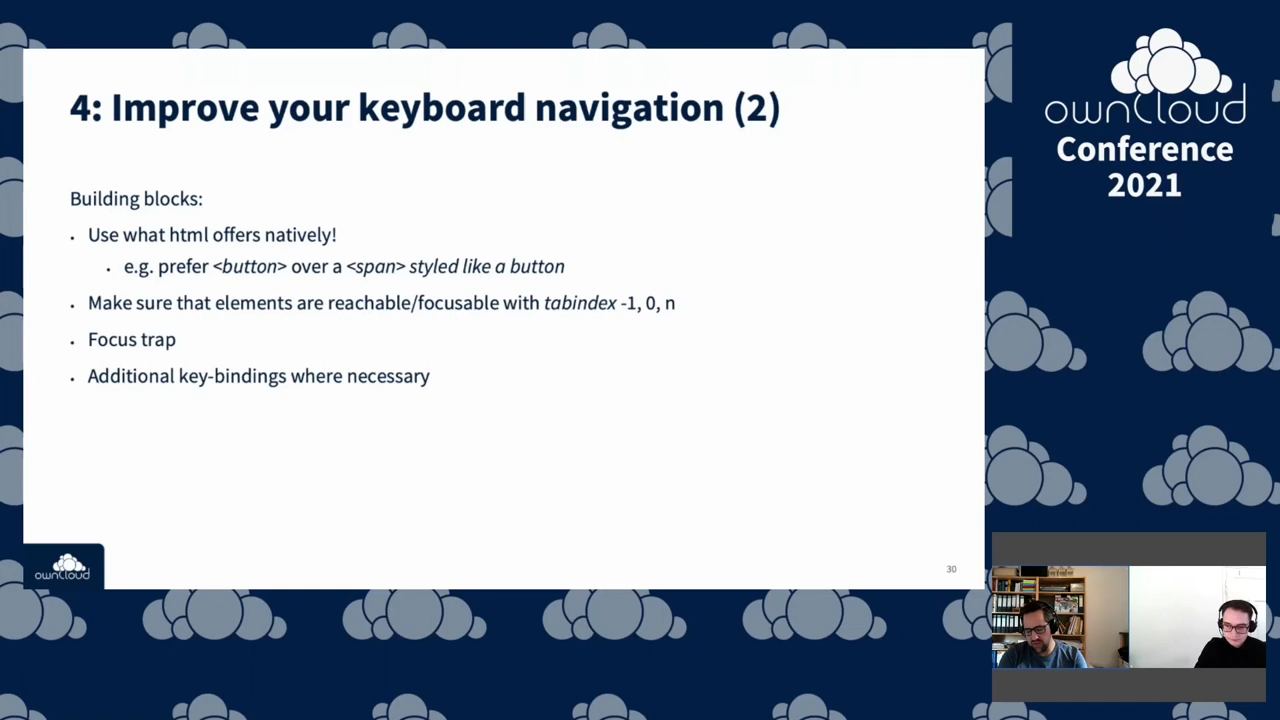 4: Improve your keyboard navigation (2)
Building blocks:
• Use what html offers natively!
• e.g. prefer <button> over a <span> styled like a button
• Make sure that elements are reachable/focusable with tabindex -1, 0, n
• Focus trap
• Additional key-bindings where necessary
ownCloud
30
ownCloud
Conference
2021